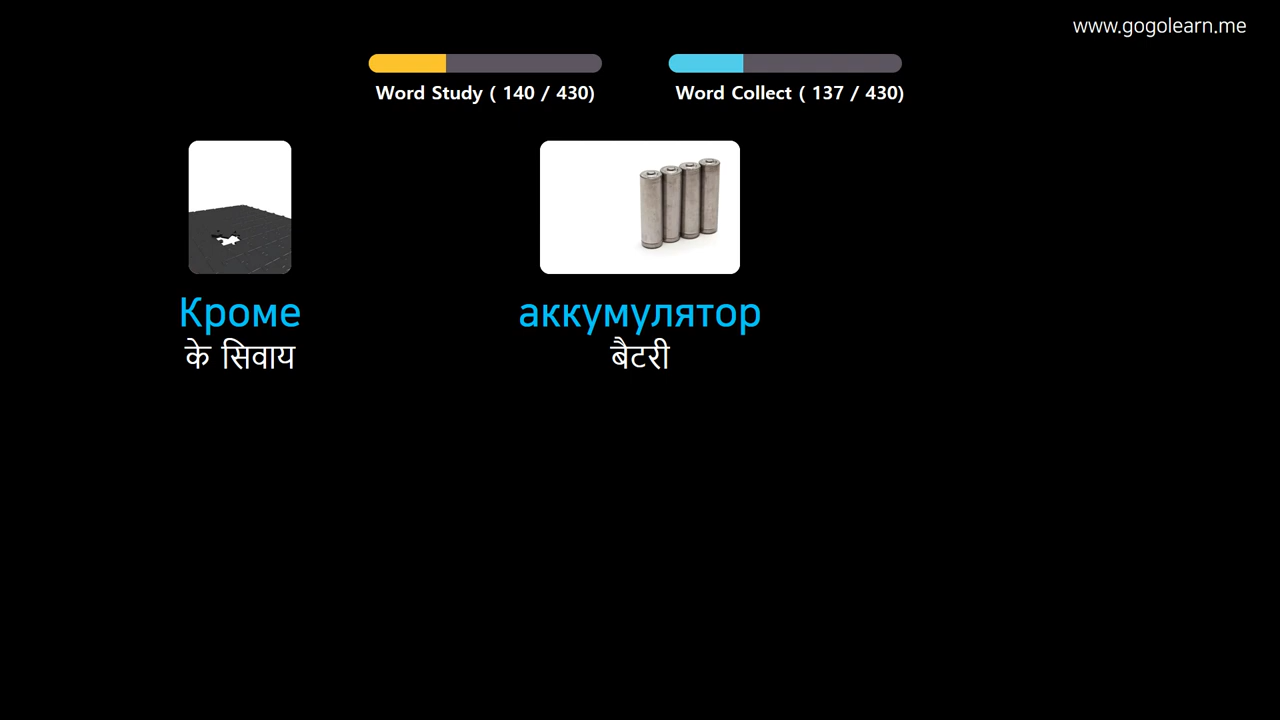 www.gogolearn.me
Word Study ( 140 / 430)
Word Collect ( 137 / 430)
Кроме
के सिवाय
аккумулятор
बैटरी